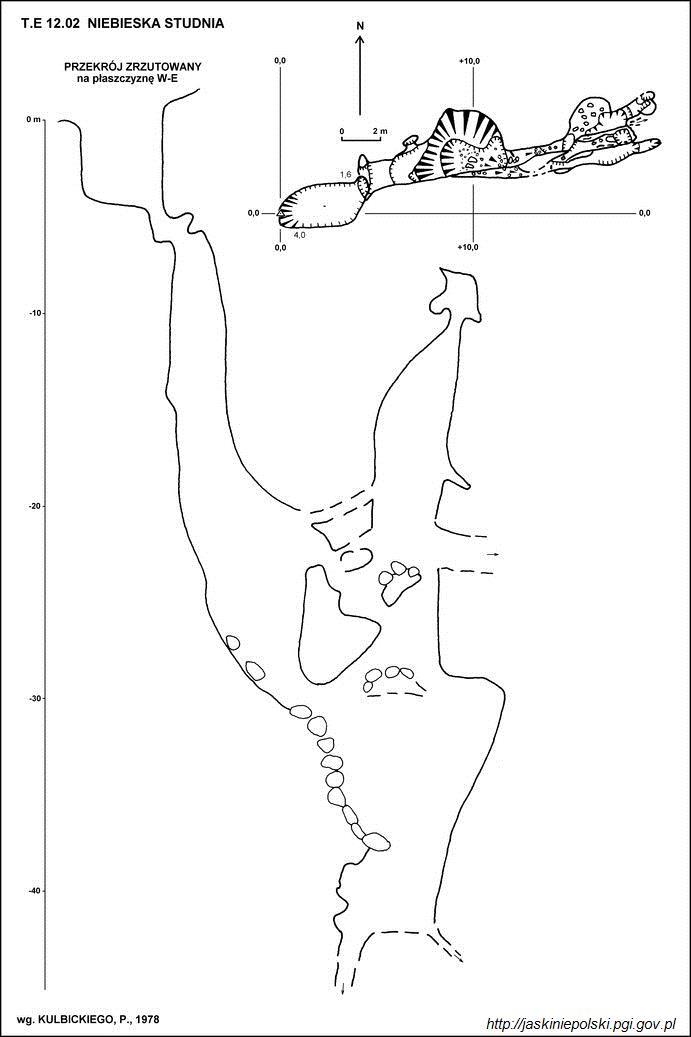 T.E 12.02 NIEBIESKA STUDNIA
PRZEKRÓJ ZRZUTOWANY
na płaszczyznę W-E
N
0,0
+10,0
0 2 m
1,6
0,0
0,0
4,0
0,0
+10,0
0 m
-10
-20
-30
-40
wg. KULBICKIEGO, P., 1978
http://jaskiniepolski.pgi.gov.pl